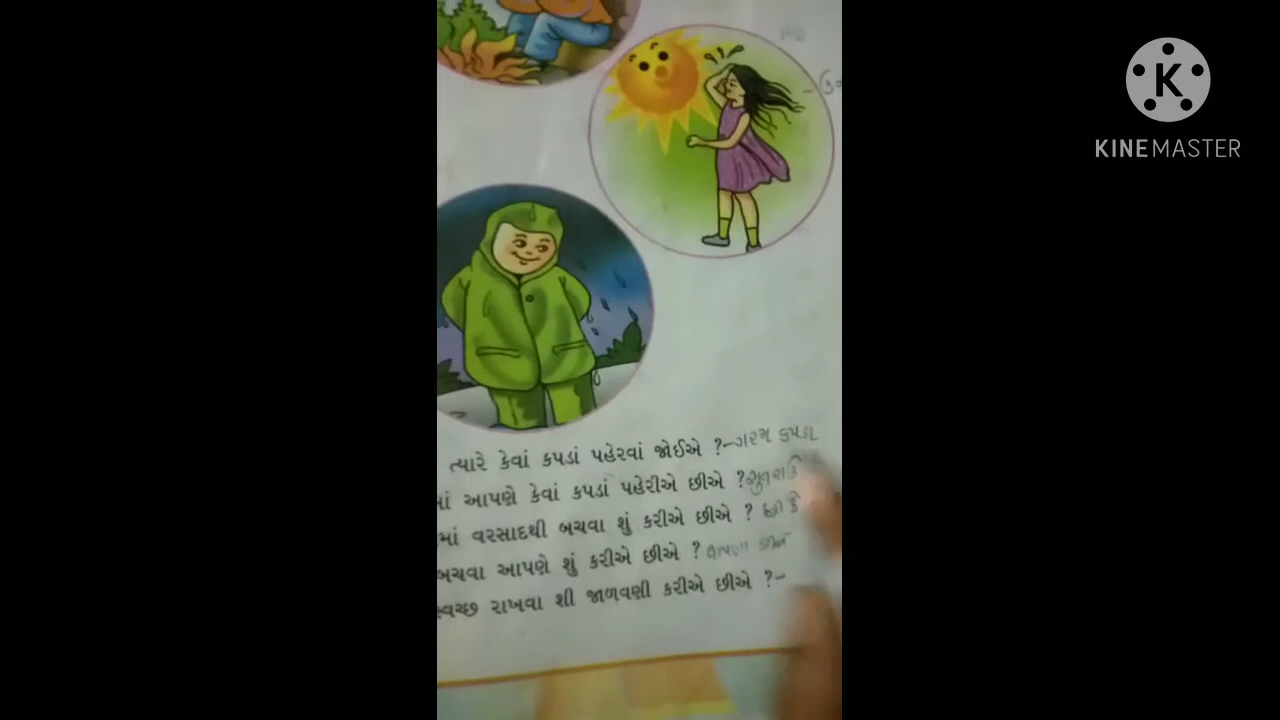 K
KINEMASTER
ત્યારે કેવાં કપડાં પહેરવાં જોઈએ ?-ગરમ કપડા
આપણે કેવાં કપડાં પહેરીએ છીએ ?
માં વરસાદથી બચવા શું કરીએ છીએ ?
બચવા આપણે શું કરીએ છીએ ?
સ્વચ્છ રાખવા શી જાળવણી કરીએ છીએ ?-